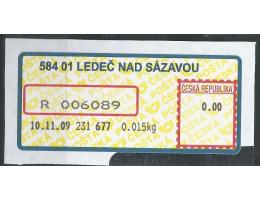 584 01 LEDEČ NAD SÁZAVOU
ČESKÁ REPUBLIKA
R 006089
0.00
10.11.09 231 677 0.015kg